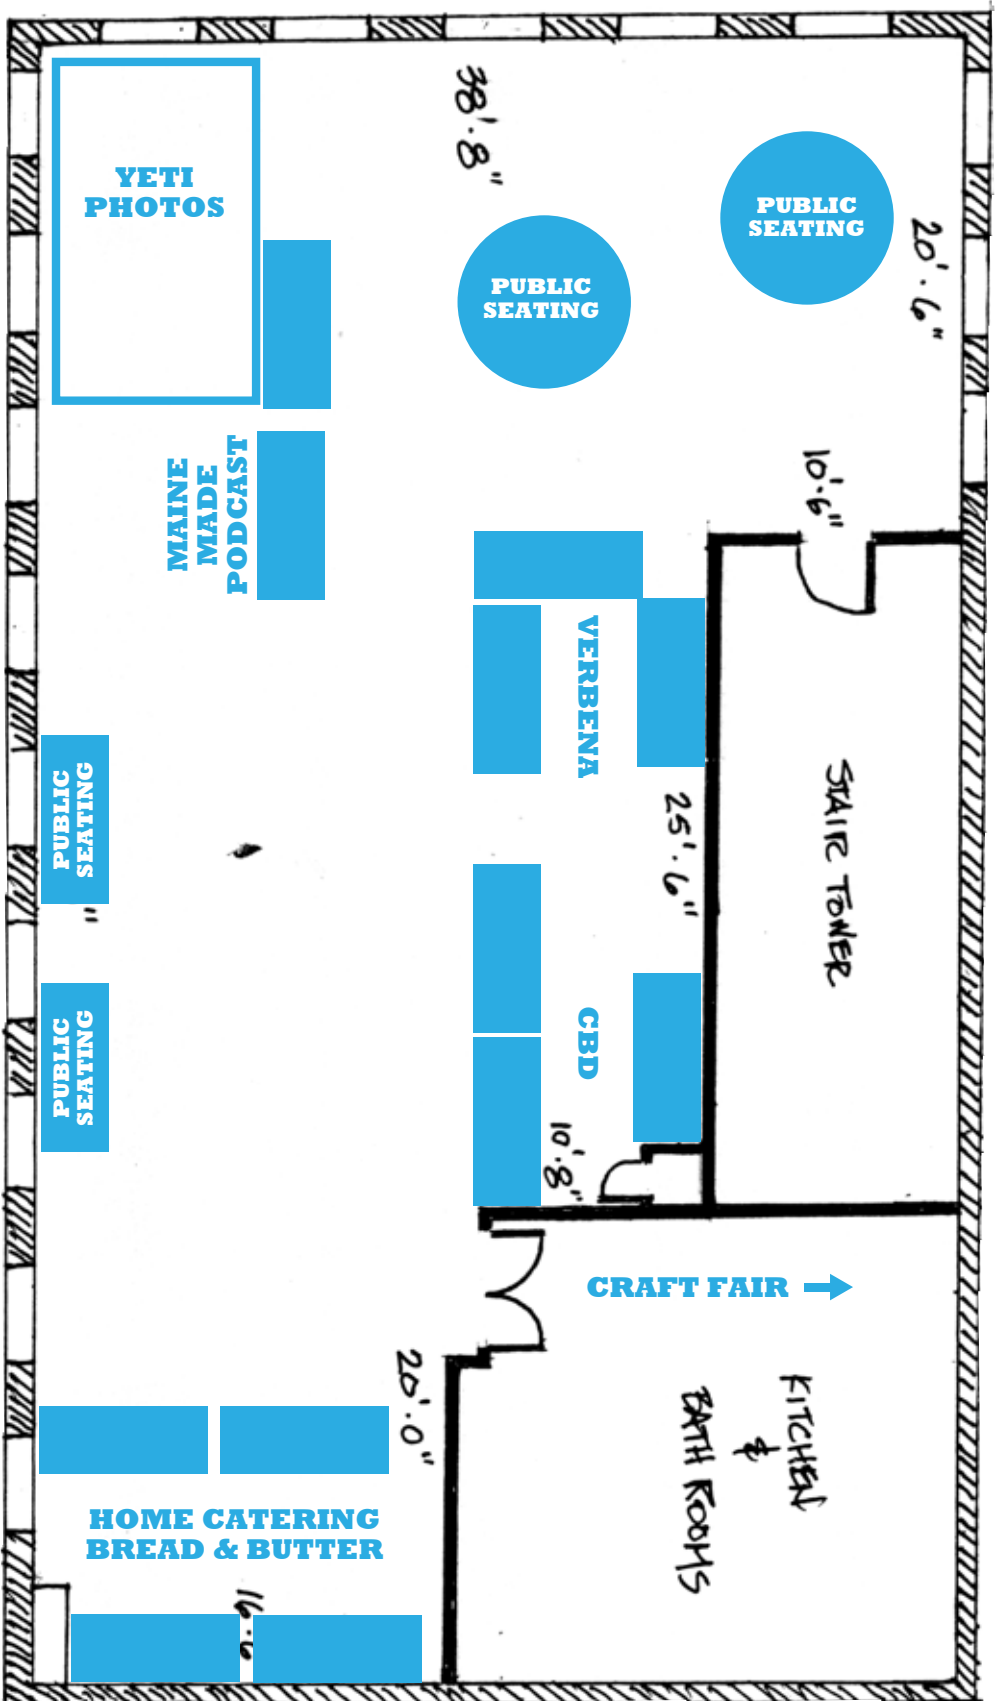 38'·8"
YETI
PHOTOS
PUBLIC
SEATING
PUBLIC
SEATING
20'·6"
MAINE
MADE
PODCAST
10'·6"
VERBENA
STAIR TOWER
PUBLIC
SEATING
"
25'·6"
PUBLIC
SEATING
CBD
10'·8"
CRAFT FAIR →
20'·0"
KITCHEN
&
BATH ROOMS
HOME CATERING
BREAD & BUTTER
16·6